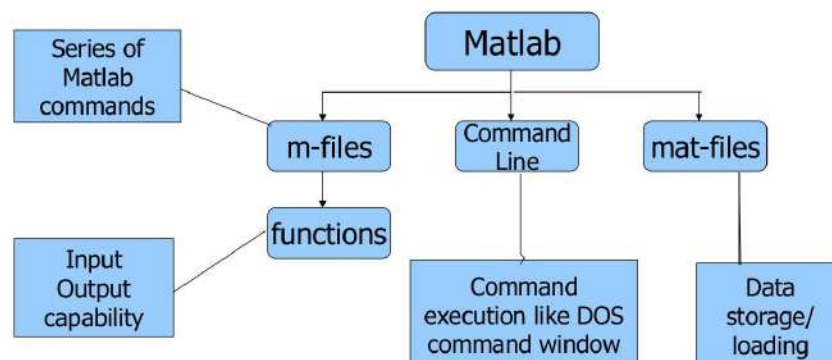 Matlab
Series of
Matlab
commands
m-files
Command
Line
mat-files
functions
Input
Output
capability
Command
execution like DOS
command window
Data
storage/
loading